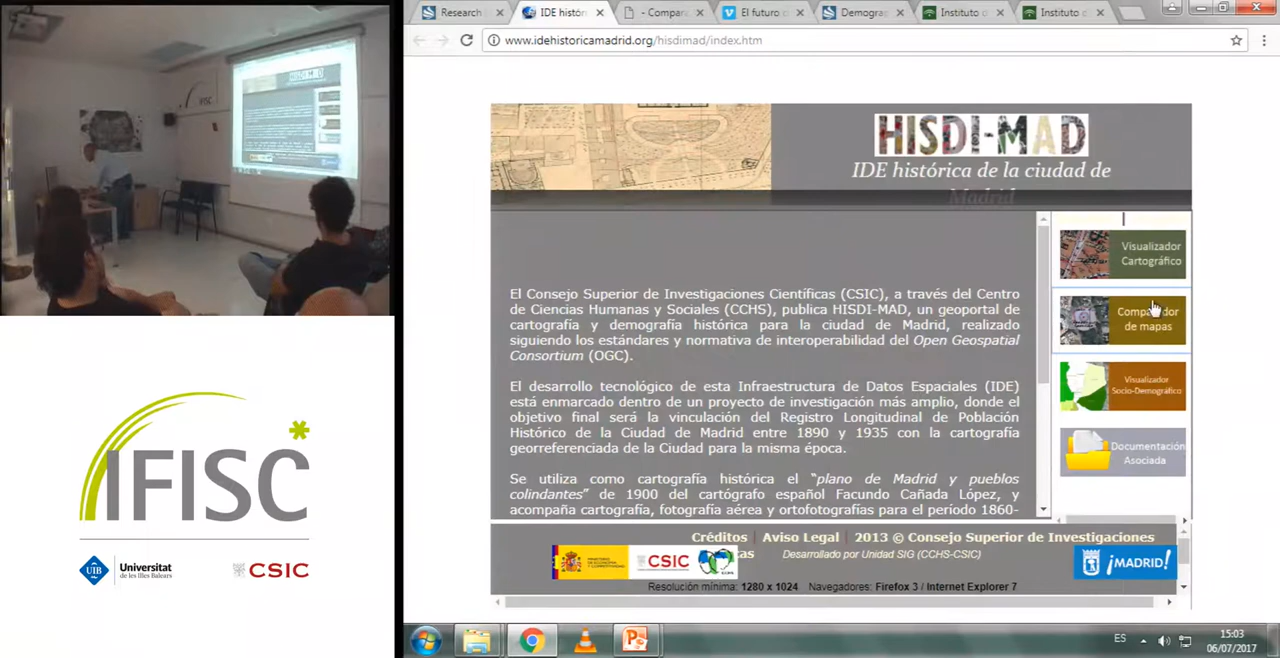 Research
IDE histór
- Compara
El futuro d
Demograp
Instituto d
Instituto d
www.idehistoricamadrid.org/hisdimad/index.htm
IFISC
HISDI-MAD
HISDI-MAD
IDE histórica de la ciudad de
Madrid
El Consejo Superior de Investigaciones Científicas (CSIC), a través del Centro
de Ciencias Humanas y Sociales (CCHS), publica HISDI-MAD, un geoportal de
cartografía y demografía histórica para la ciudad de Madrid, realizado
siguiendo los estándares y normativa de interoperabilidad del Open Geospatial
Consortium (OGC).
El desarrollo tecnológico de esta Infraestructura de Datos Espaciales (IDE)
está enmarcado dentro de un proyecto de investigación más amplio, donde el
objetivo final será la vinculación del Registro Longitudinal de Población
Histórico de la Ciudad de Madrid entre 1890 y 1935 con la cartografía
georreferenciada de la Ciudad para la misma época.
Se utiliza como cartografía histórica el “plano de Madrid y pueblos
colindantes” de 1900 del cartógrafo español Facundo Cañada López, y
acompaña cartografía, fotografía aérea y ortofotografías para el período 1860-
Visualizador
Cartográfico
de mapas
Visualizador
Socio-Demográfico
Documentación
Asociada
Créditos | Aviso Legal | 2013 © Consejo Superior de Investigaciones
as
Desarrollado por Unidad SIG (CCHS-CSIC)
CSIC
¡MADRID!
Resolución mínima: 1280 x 1024 Navegadores: Firefox 3 / Internet Explorer 7
IFISC
UIB
Universitat
de les Illes Balears
CSIC
ES
15:03
06/07/2017